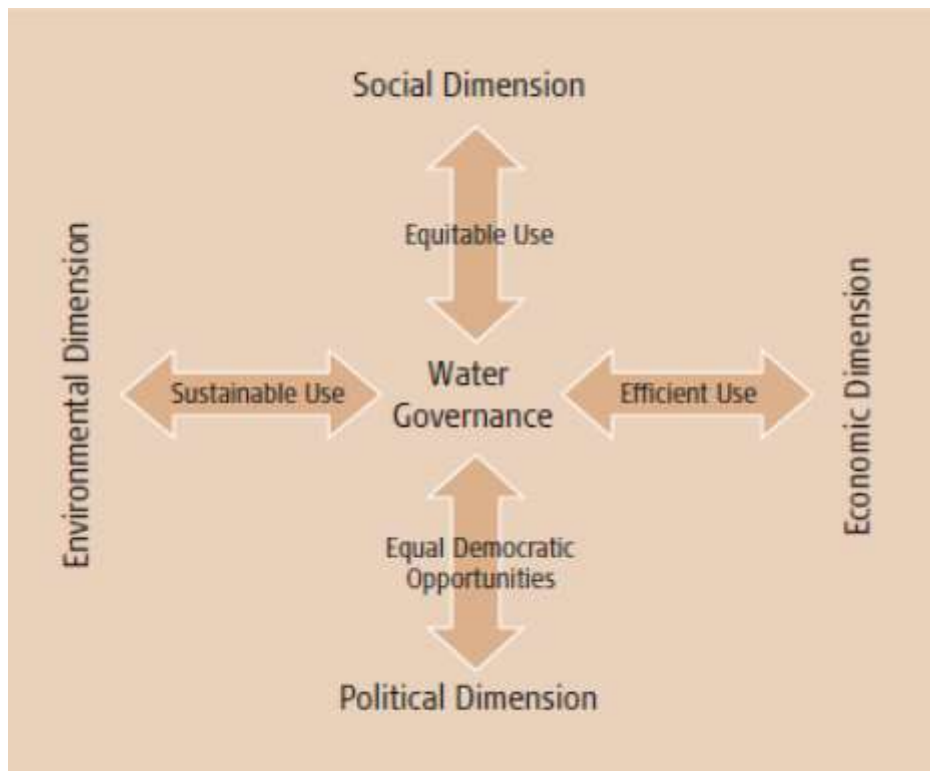 Social Dimension
Equitable Use
Environmental Dimension
Sustainable Use
Water
Governance
Efficient Use
Economic Dimension
Equal Democratic
Opportunities
Political Dimension